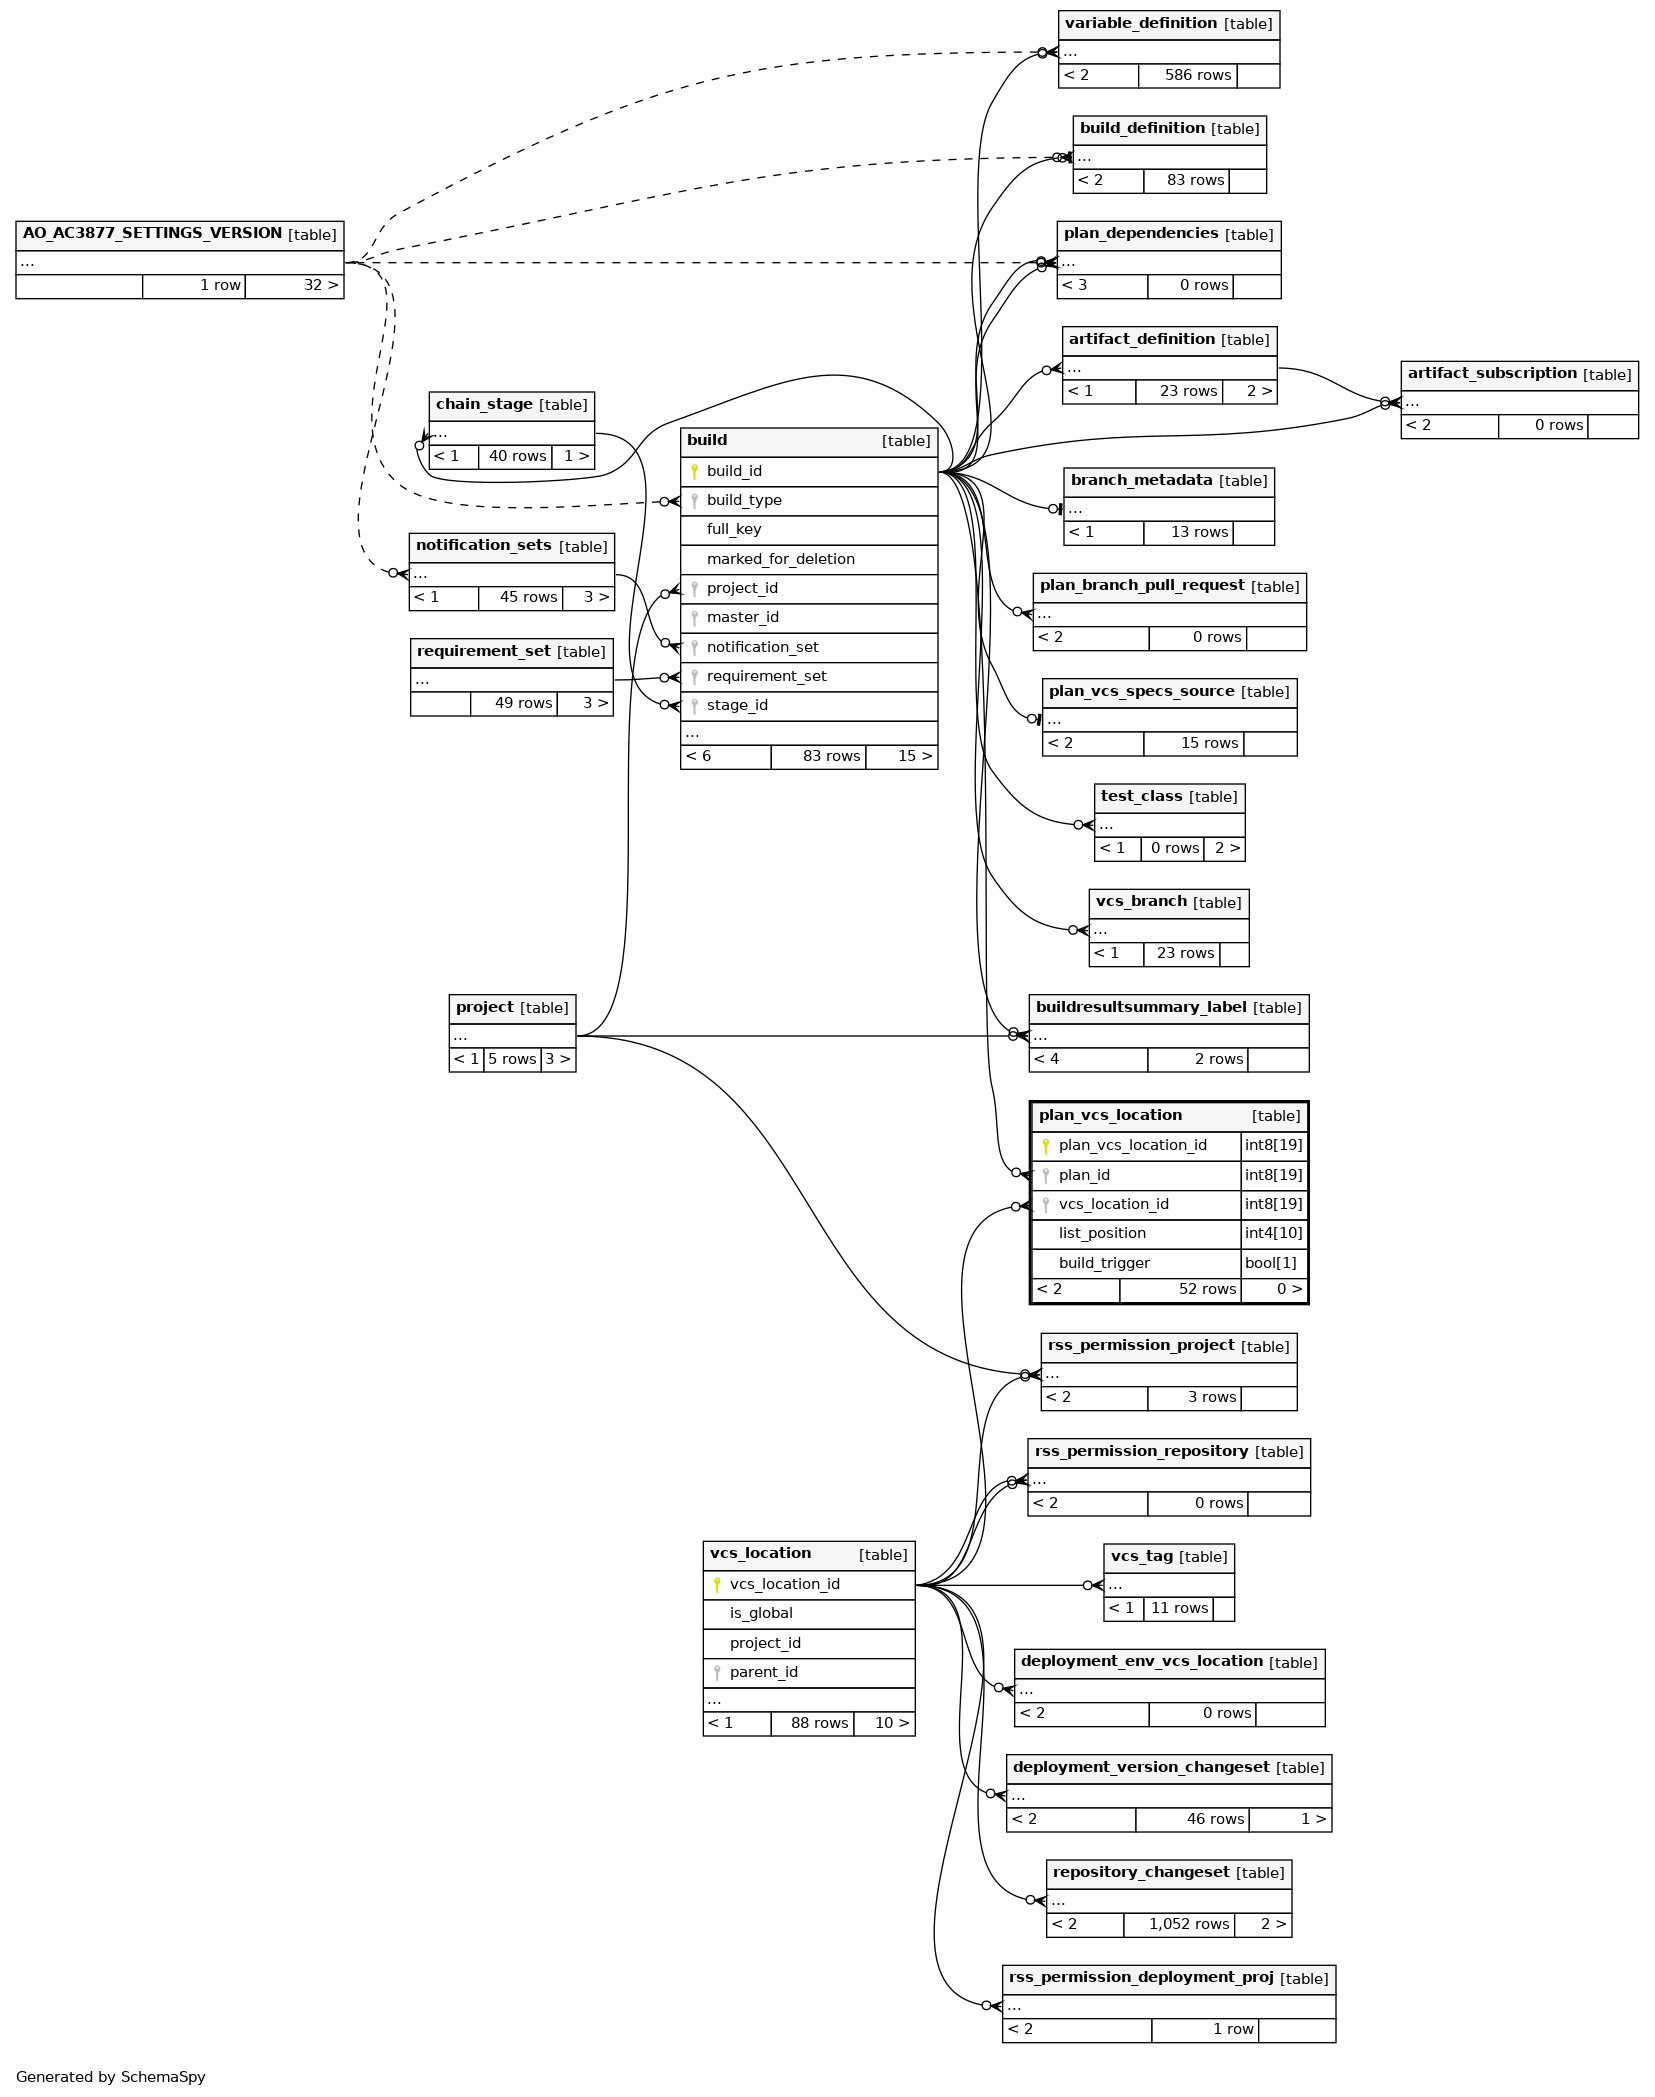 variable_definition [table]
...
< 2 586 rows
build_definition [table]
...
< 2 83 rows
AO_AC3877_SETTINGS_VERSION [table]
...
1 row 32 >
plan_dependencies [table]
...
< 3 0 rows
artifact_definition [table]
...
< 1 23 rows 2 >
artifact_subscription [table]
...
< 2 0 rows
chain_stage [table]
...
< 1 40 rows 1 >
build [table]
build_id
build_type
full_key
marked_for_deletion
project_id
master_id
notification_set
requirement_set
stage_id
...
< 6 83 rows 15 >
branch_metadata [table]
...
< 1 13 rows
notification_sets [table]
...
< 1 45 rows 3 >
plan_branch_pull_request [table]
...
< 2 0 rows
requirement_set [table]
...
49 rows 3 >
plan_vcs_specs_source [table]
...
< 2 15 rows
test_class [table]
...
< 1 0 rows 2 >
vcs_branch [table]
...
< 1 23 rows
project [table]
...
< 1 5 rows 3 >
buildresultsummary_label [table]
...
< 4 2 rows
plan_vcs_location [table]
plan_vcs_location_id int8[19]
plan_id int8[19]
vcs_location_id int8[19]
list_position int4[10]
build_trigger bool[1]
< 2 52 rows 0 >
rss_permission_project [table]
...
< 2 3 rows
rss_permission_repository [table]
...
< 2 0 rows
vcs_location [table]
vcs_location_id
is_global
project_id
parent_id
...
< 1 88 rows 10 >
vcs_tag [table]
...
< 1 11 rows
deployment_env_vcs_location [table]
...
< 2 0 rows
deployment_version_changeset [table]
...
< 2 46 rows 1 >
repository_changeset [table]
...
< 2 1,052 rows 2 >
rss_permission_deployment_proj [table]
...
< 2 1 row
Generated by SchemaSpy